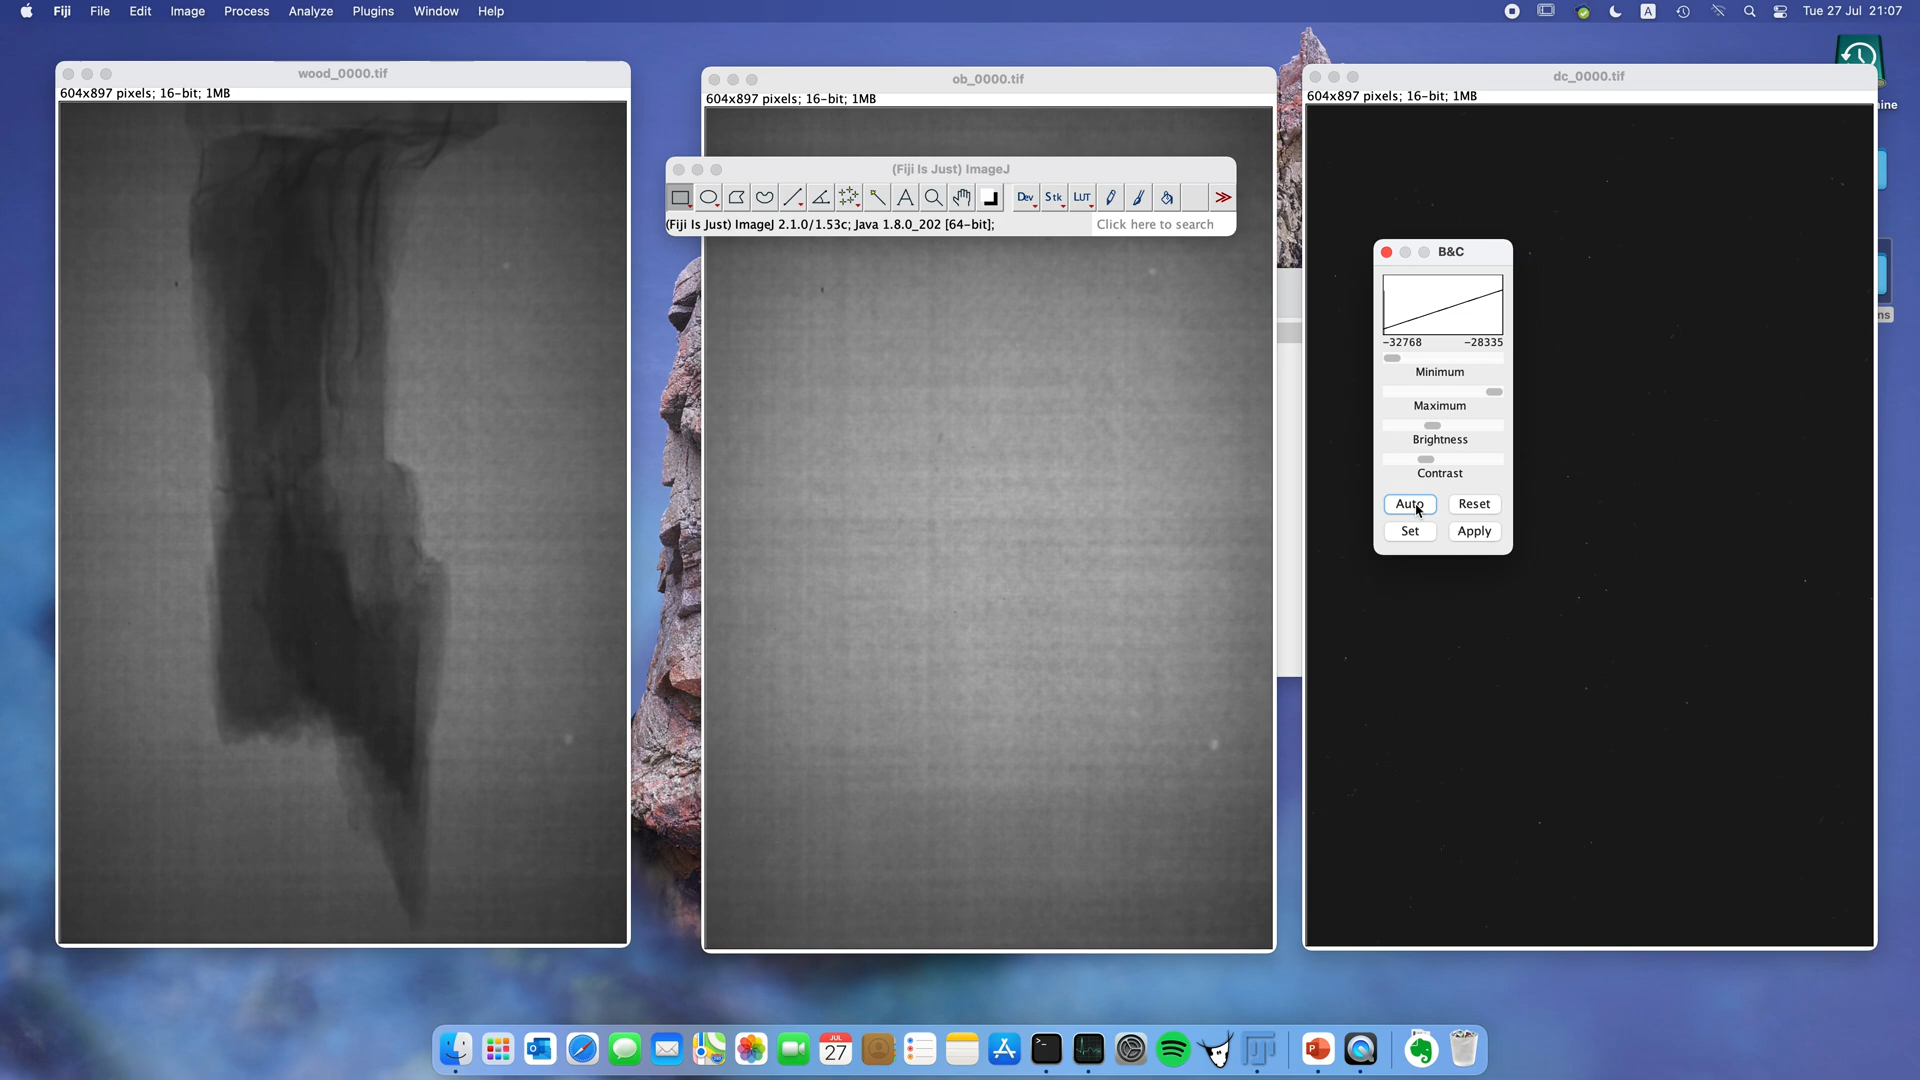 Fiji File Edit Image Process Analyze Plugins Window Help
A Tue 27 Jul 21:07
wood_0000.tif
604x897 pixels; 16-bit; 1MB
ob_0000.tif
604x897 pixels; 16-bit; 1MB
dc_0000.tif
604x897 pixels; 16-bit; 1MB
ine
(Fiji Is Just) ImageJ
A Dev Stk LUT
(Fiji Is Just) ImageJ 2.1.0/1.53c; Java 1.8.0_202 [64-bit];
Click here to search
B&C
-32768 -28335
Minimum
Maximum
Brightness
Contrast
Auto Reset
Set Apply
ns
JUL
27